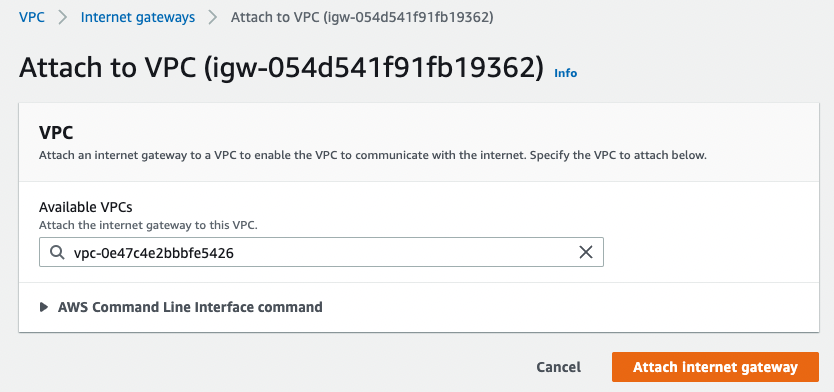 VPC > Internet gateways > Attach to VPC (igw-054d541f91fb19362)
Attach to VPC (igw-054d541f91fb19362) Info
VPC
Attach an internet gateway to a VPC to enable the VPC to communicate with the internet. Specify the VPC to attach below.
Available VPCs
Attach the internet gateway to this VPC.
vpc-0e47c4e2bbbfe5426
AWS Command Line Interface command
Cancel Attach internet gateway